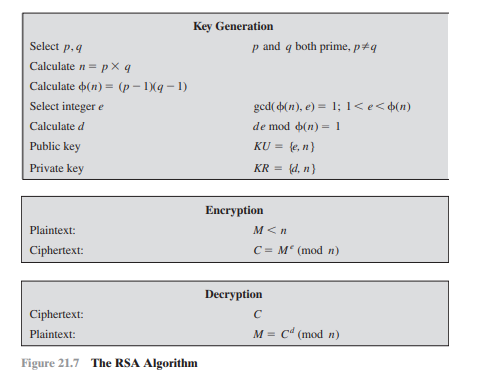 Key Generation
Select p, q p and q both prime, p≠q
Calculate n = p × q
Calculate ϕ(n) = (p – 1)(q – 1)
Select integer e gcd(ϕ(n), e) = 1; 1 < e < ϕ(n)
Calculate d de mod ϕ(n) = 1
Public key KU = {e, n}
Private key KR = {d, n}
Encryption
Plaintext: M < n
Ciphertext: C = Mᵉ (mod n)
Decryption
Ciphertext: C
Plaintext: M = Cᵈ (mod n)
Figure 21.7 The RSA Algorithm